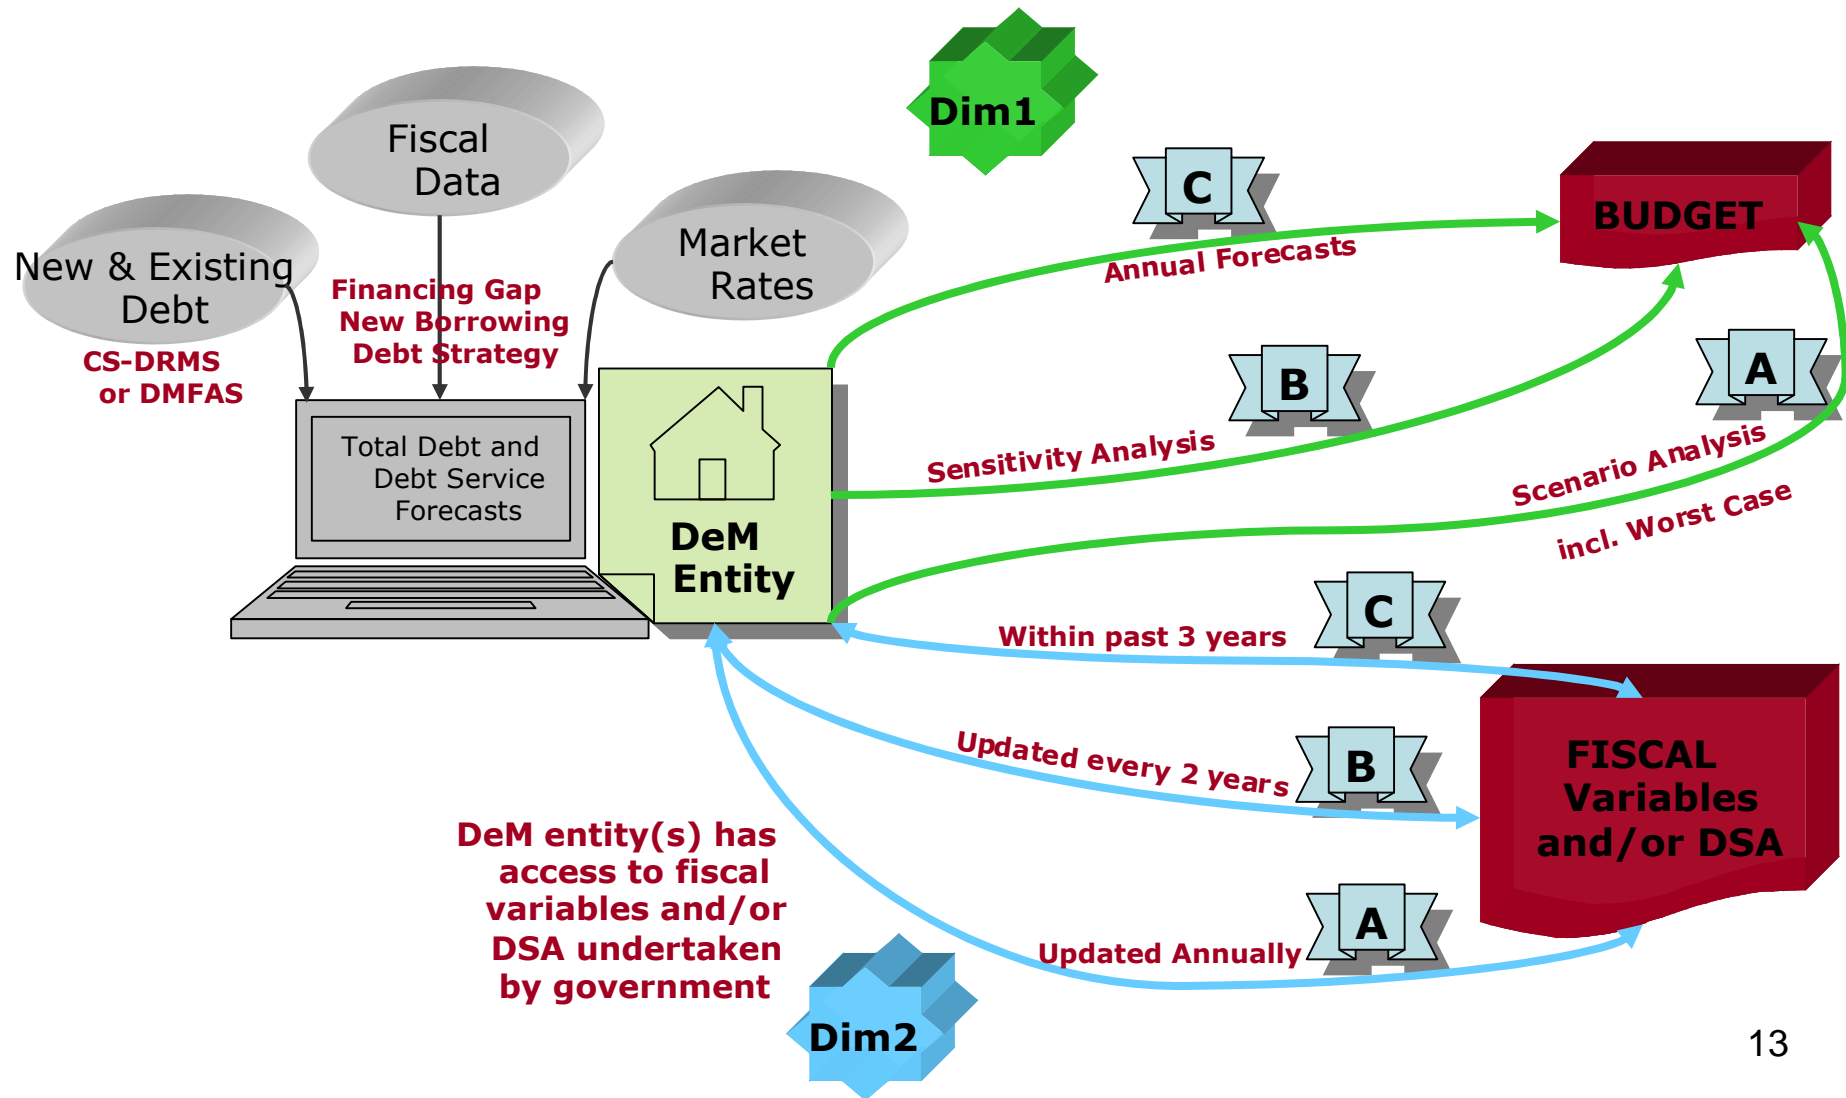 Dim1
Fiscal
Data
C
BUDGET
New & Existing
Debt
Market
Rates
Annual Forecasts
Financing Gap
New Borrowing
Debt Strategy
CS-DRMS
or DMFAS
B
A
Total Debt and
Debt Service
Forecasts
Sensitivity Analysis
Scenario Analysis
incl. Worst Case
DeM
Entity
C
Within past 3 years
Updated every 2 years
B
FISCAL
Variables
and/or DSA
DeM entity(s) has
access to fiscal
variables and/or
DSA undertaken
by government
A
Updated Annually
Dim2
13